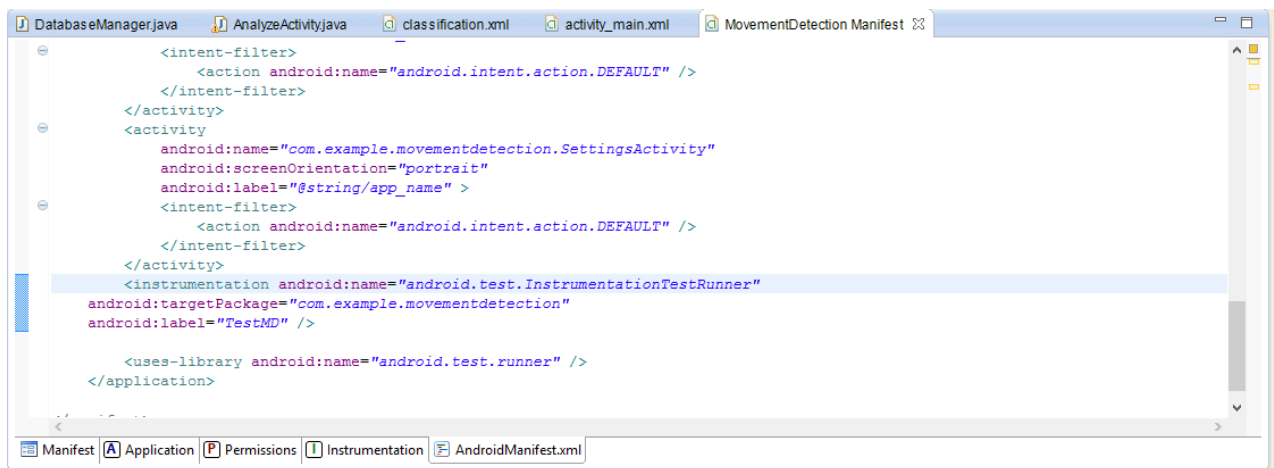 DatabaseManager.java AnalyzeActivity.java classification.xml activity_main.xml MovementDetection Manifest
<intent-filter>
<action android:name="android.intent.action.DEFAULT" />
</intent-filter>
</activity>
<activity
android:name="com.example.movementdetection.SettingsActivity"
android:screenOrientation="portrait"
android:label="@string/app_name" >
<intent-filter>
<action android:name="android.intent.action.DEFAULT" />
</intent-filter>
</activity>
<instrumentation android:name="android.test.InstrumentationTestRunner"
android:targetPackage="com.example.movementdetection"
android:label="TestMD" />
<uses-library android:name="android.test.runner" />
</application>
Manifest A Application P Permissions I Instrumentation AndroidManifest.xml